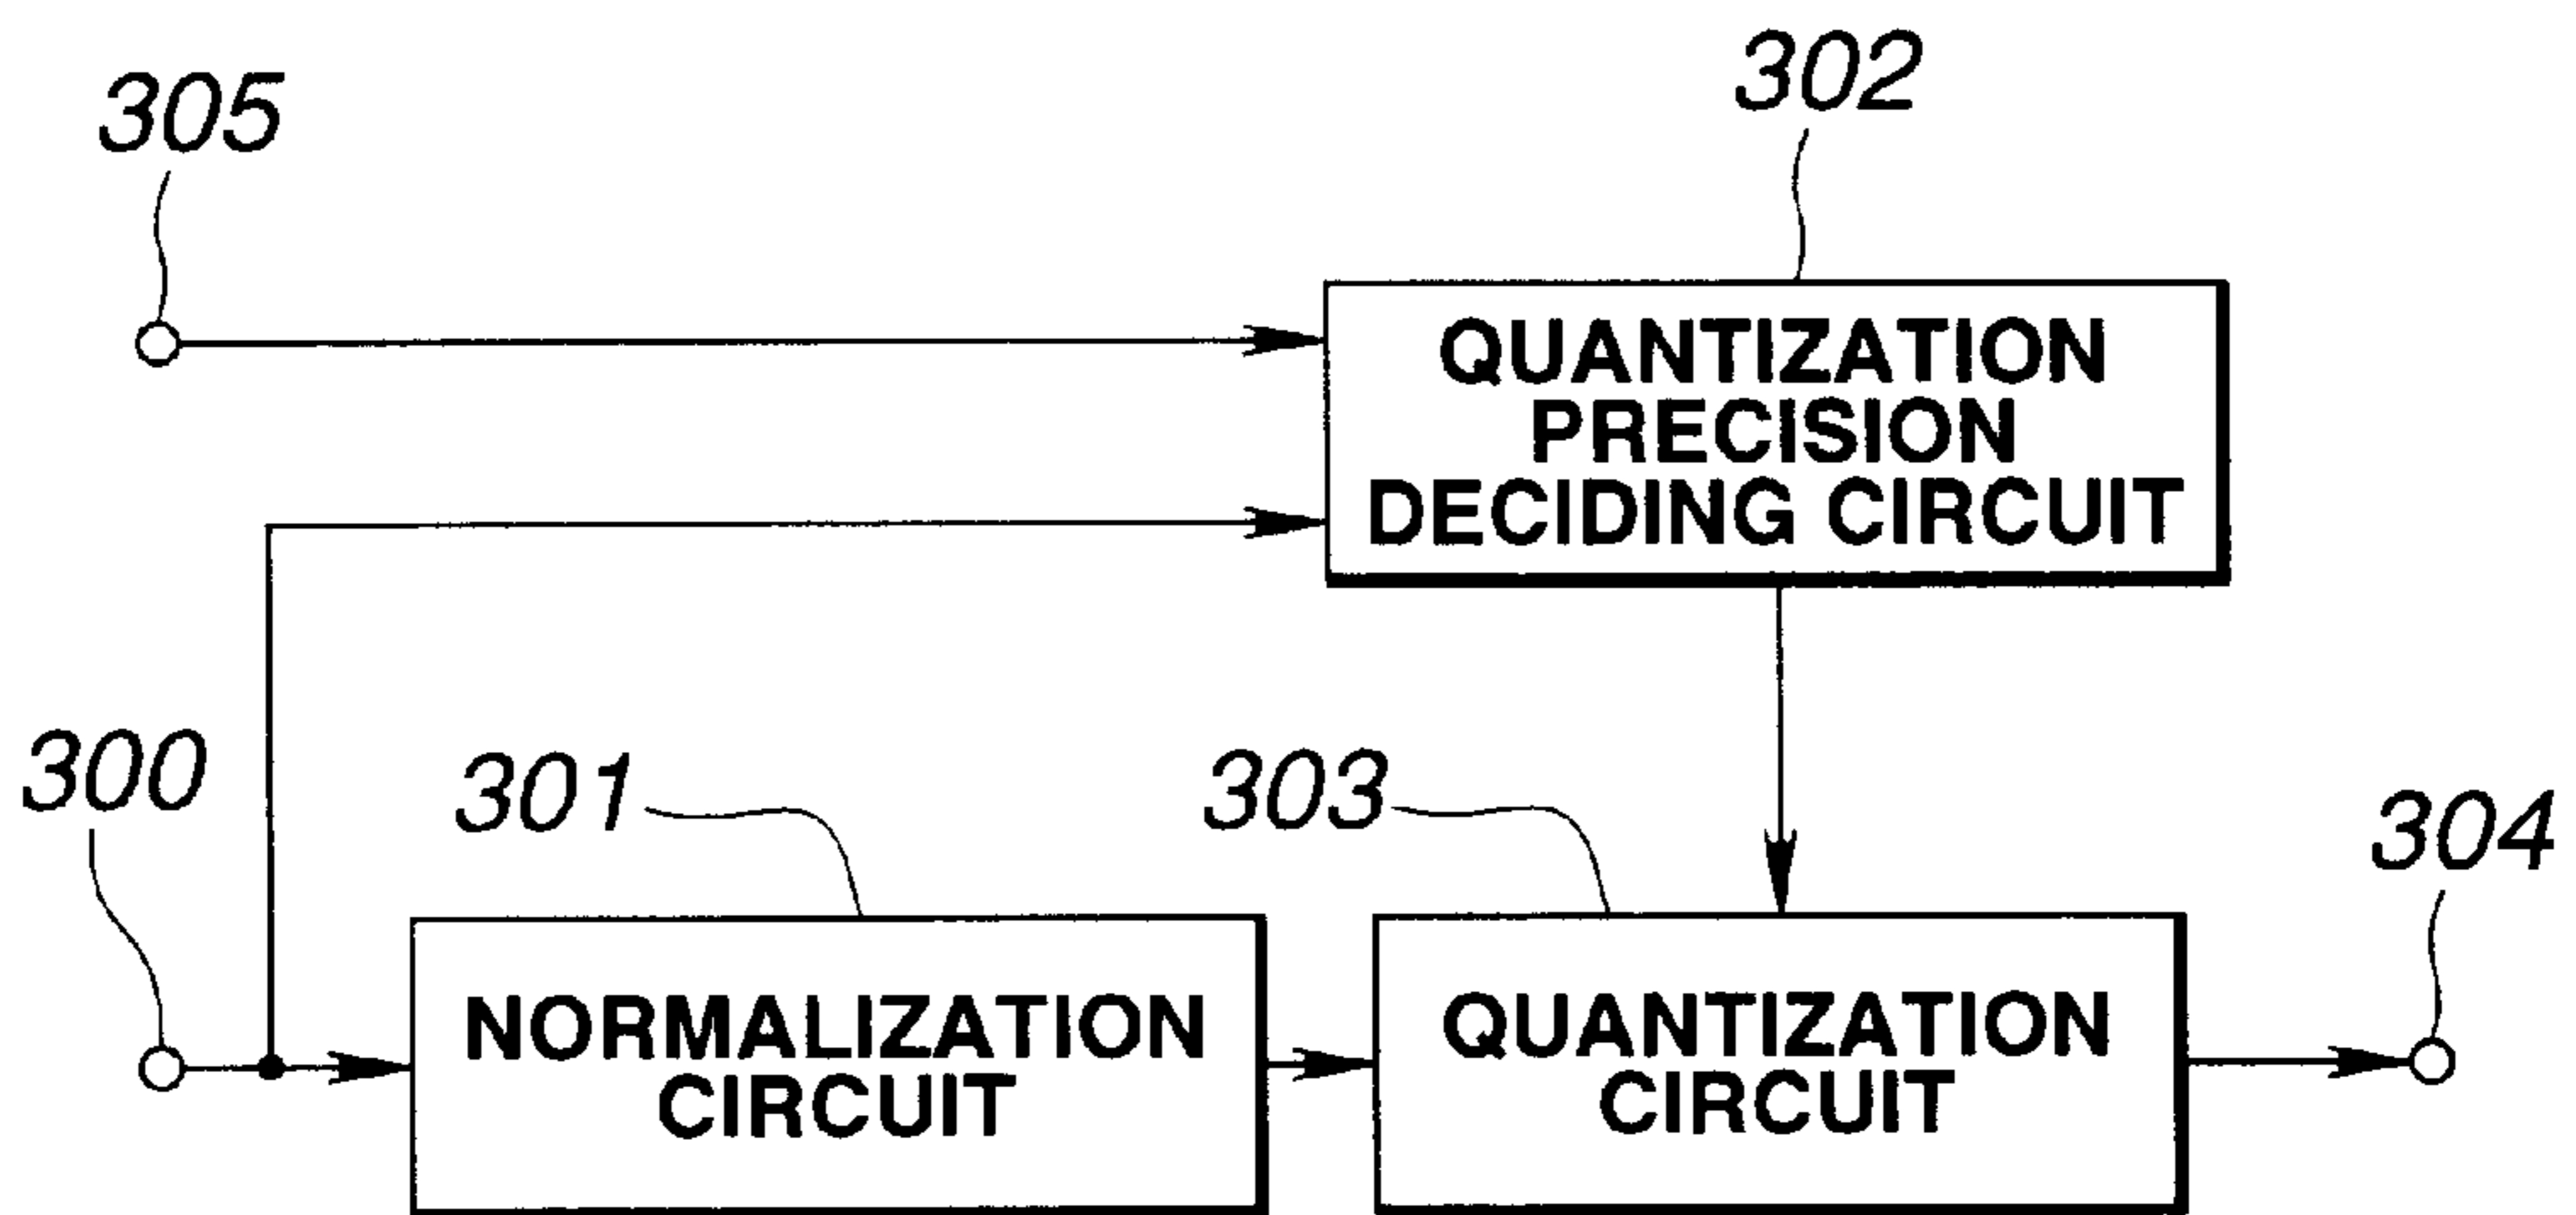 305
302
QUANTIZATION
PRECISION
DECIDING CIRCUIT
300
301
303
304
NORMALIZATION
CIRCUIT
QUANTIZATION
CIRCUIT